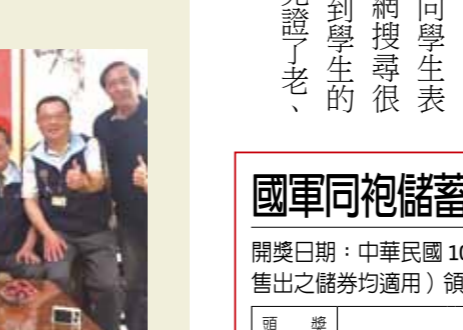 同學生表
網搜尋很
到學生的
證了老、
國軍同袍儲蓄
開獎日期：中華民國 10
售出之儲券均適用）領
頭獎